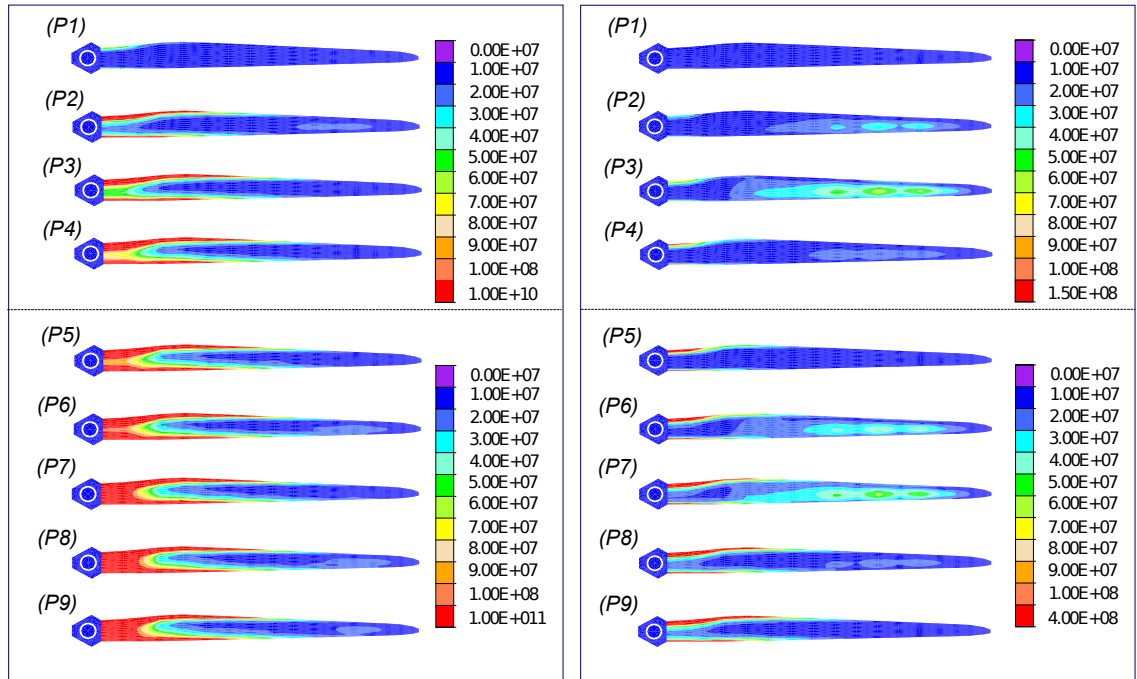 (P1)
(P2)
(P3)
(P4)
0.00E+07
1.00E+07
2.00E+07
3.00E+07
4.00E+07
5.00E+07
6.00E+07
7.00E+07
8.00E+07
9.00E+07
1.00E+08
1.00E+10
(P1)
(P2)
(P3)
(P4)
0.00E+07
1.00E+07
2.00E+07
3.00E+07
4.00E+07
5.00E+07
6.00E+07
7.00E+07
8.00E+07
9.00E+07
1.00E+08
1.50E+08
(P5)
(P6)
(P7)
(P8)
(P9)
0.00E+07
1.00E+07
2.00E+07
3.00E+07
4.00E+07
5.00E+07
6.00E+07
7.00E+07
8.00E+07
9.00E+07
1.00E+08
1.00E+011
(P5)
(P6)
(P7)
(P8)
(P9)
0.00E+07
1.00E+07
2.00E+07
3.00E+07
4.00E+07
5.00E+07
6.00E+07
7.00E+07
8.00E+07
9.00E+07
1.00E+08
4.00E+08